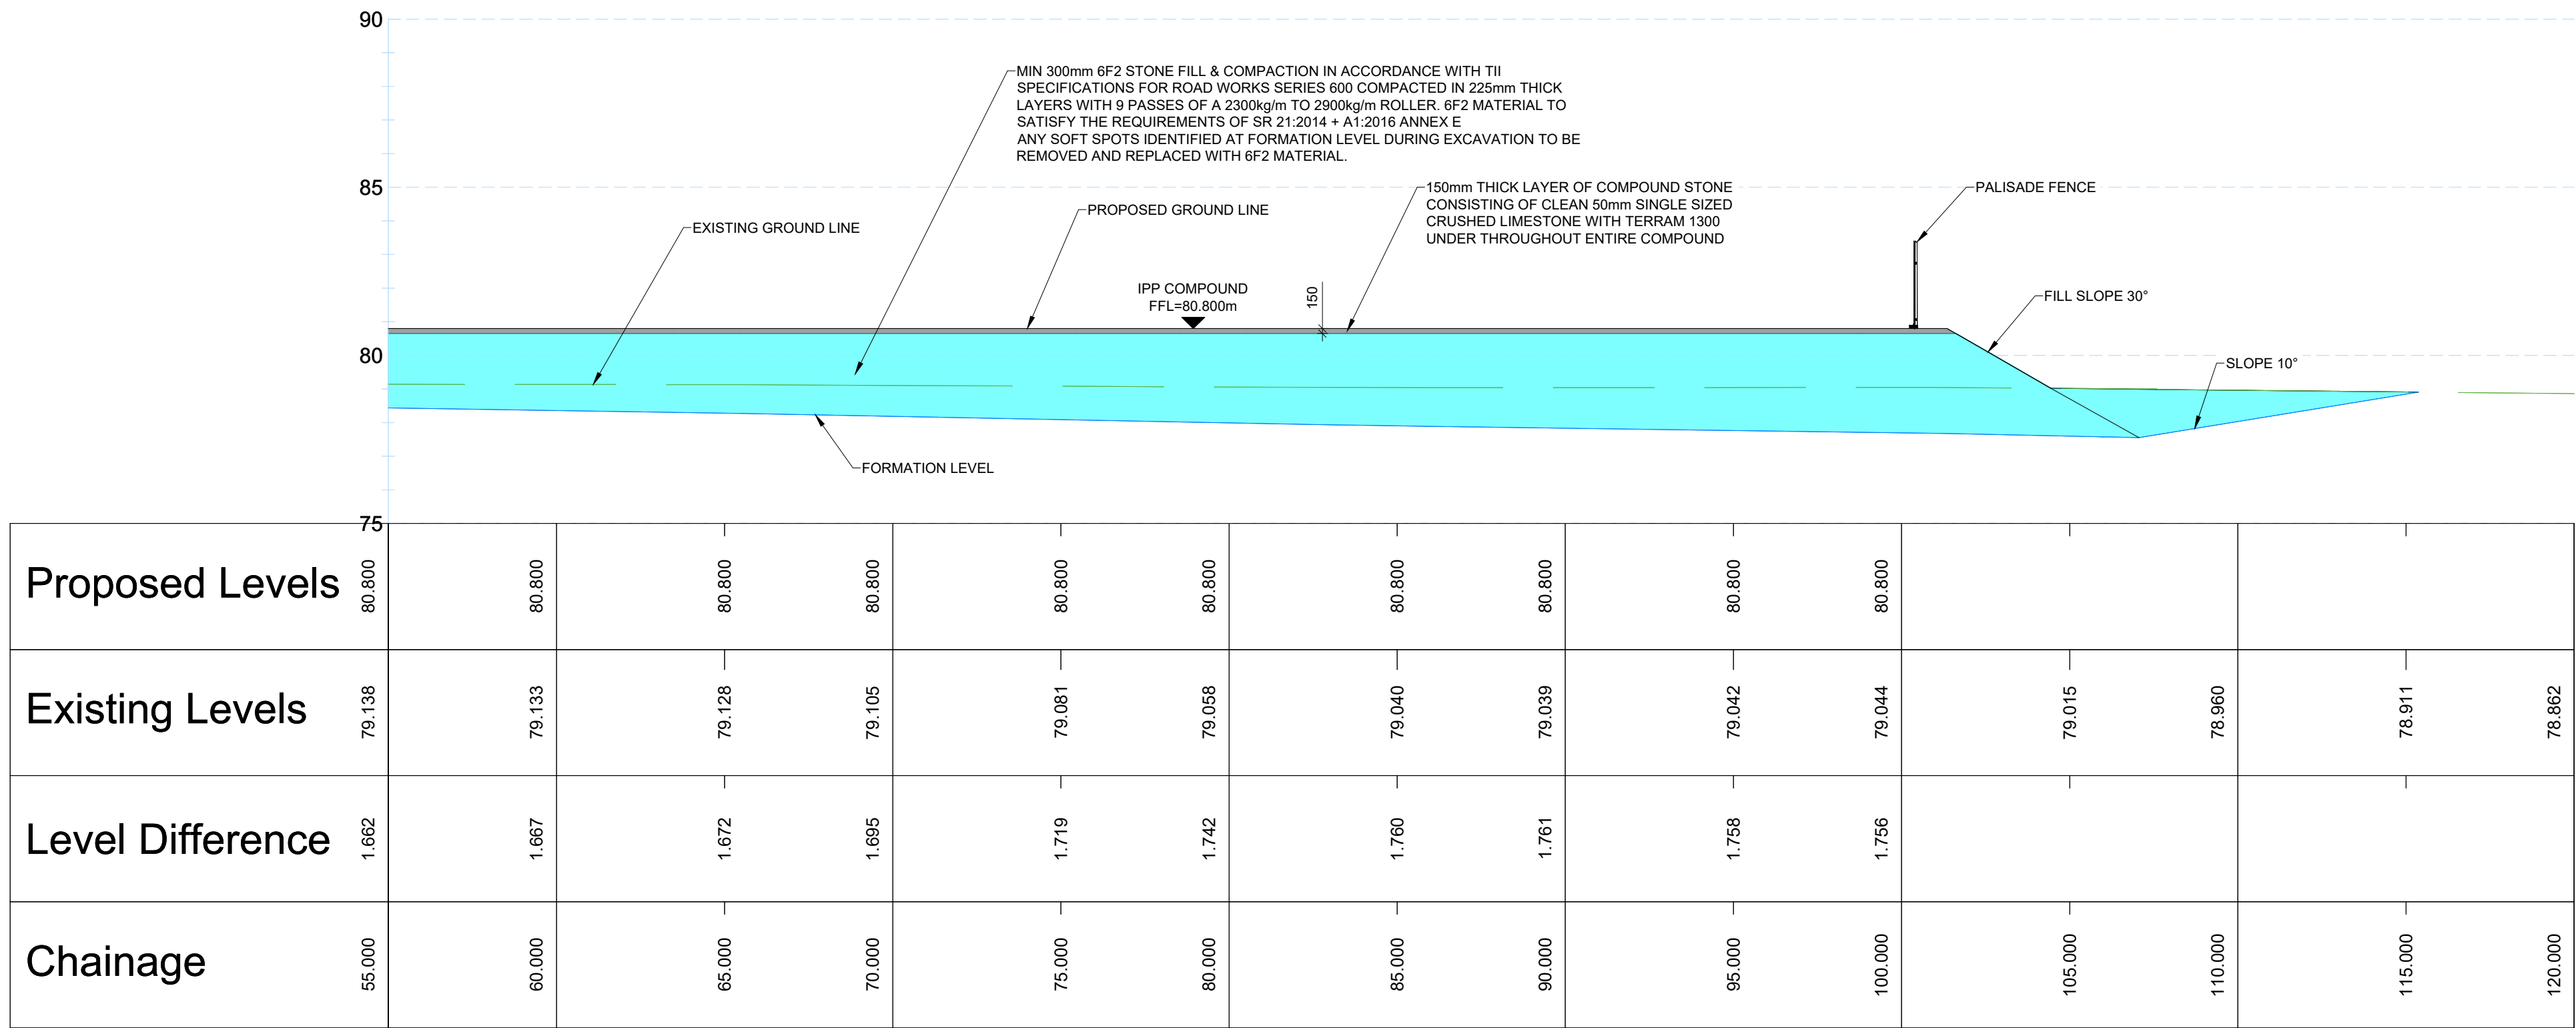 90
MIN 300mm 6F2 STONE FILL & COMPACTION IN ACCORDANCE WITH TII
SPECIFICATIONS FOR ROAD WORKS SERIES 600 COMPACTED IN 225mm THICK
LAYERS WITH 9 PASSES OF A 2300kg/m TO 2900kg/m ROLLER. 6F2 MATERIAL TO
SATISFY THE REQUIREMENTS OF SR 21:2014 + A1:2016 ANNEX E
ANY SOFT SPOTS IDENTIFIED AT FORMATION LEVEL DURING EXCAVATION TO BE
REMOVED AND REPLACED WITH 6F2 MATERIAL.
85
150mm THICK LAYER OF COMPOUND STONE
CONSISTING OF CLEAN 50mm SINGLE SIZED
CRUSHED LIMESTONE WITH TERRAM 1300
UNDER THROUGHOUT ENTIRE COMPOUND
PALISADE FENCE
PROPOSED GROUND LINE
EXISTING GROUND LINE
IPP COMPOUND
FFL=80.800m
150
FILL SLOPE 30°
80
SLOPE 10°
FORMATION LEVEL
75
Proposed Levels 80.800 80.800 80.800 80.800 80.800 80.800 80.800 80.800 80.800 80.800
Existing Levels 79.138 79.133 79.128 79.105 79.081 79.058 79.040 79.039 79.042 79.044 79.015 78.960 78.911 78.862
Level Difference 1.662 1.667 1.672 1.695 1.719 1.742 1.760 1.761 1.758 1.756
Chainage 55.000 60.000 65.000 70.000 75.000 80.000 85.000 90.000 95.000 100.000 105.000 110.000 115.000 120.000